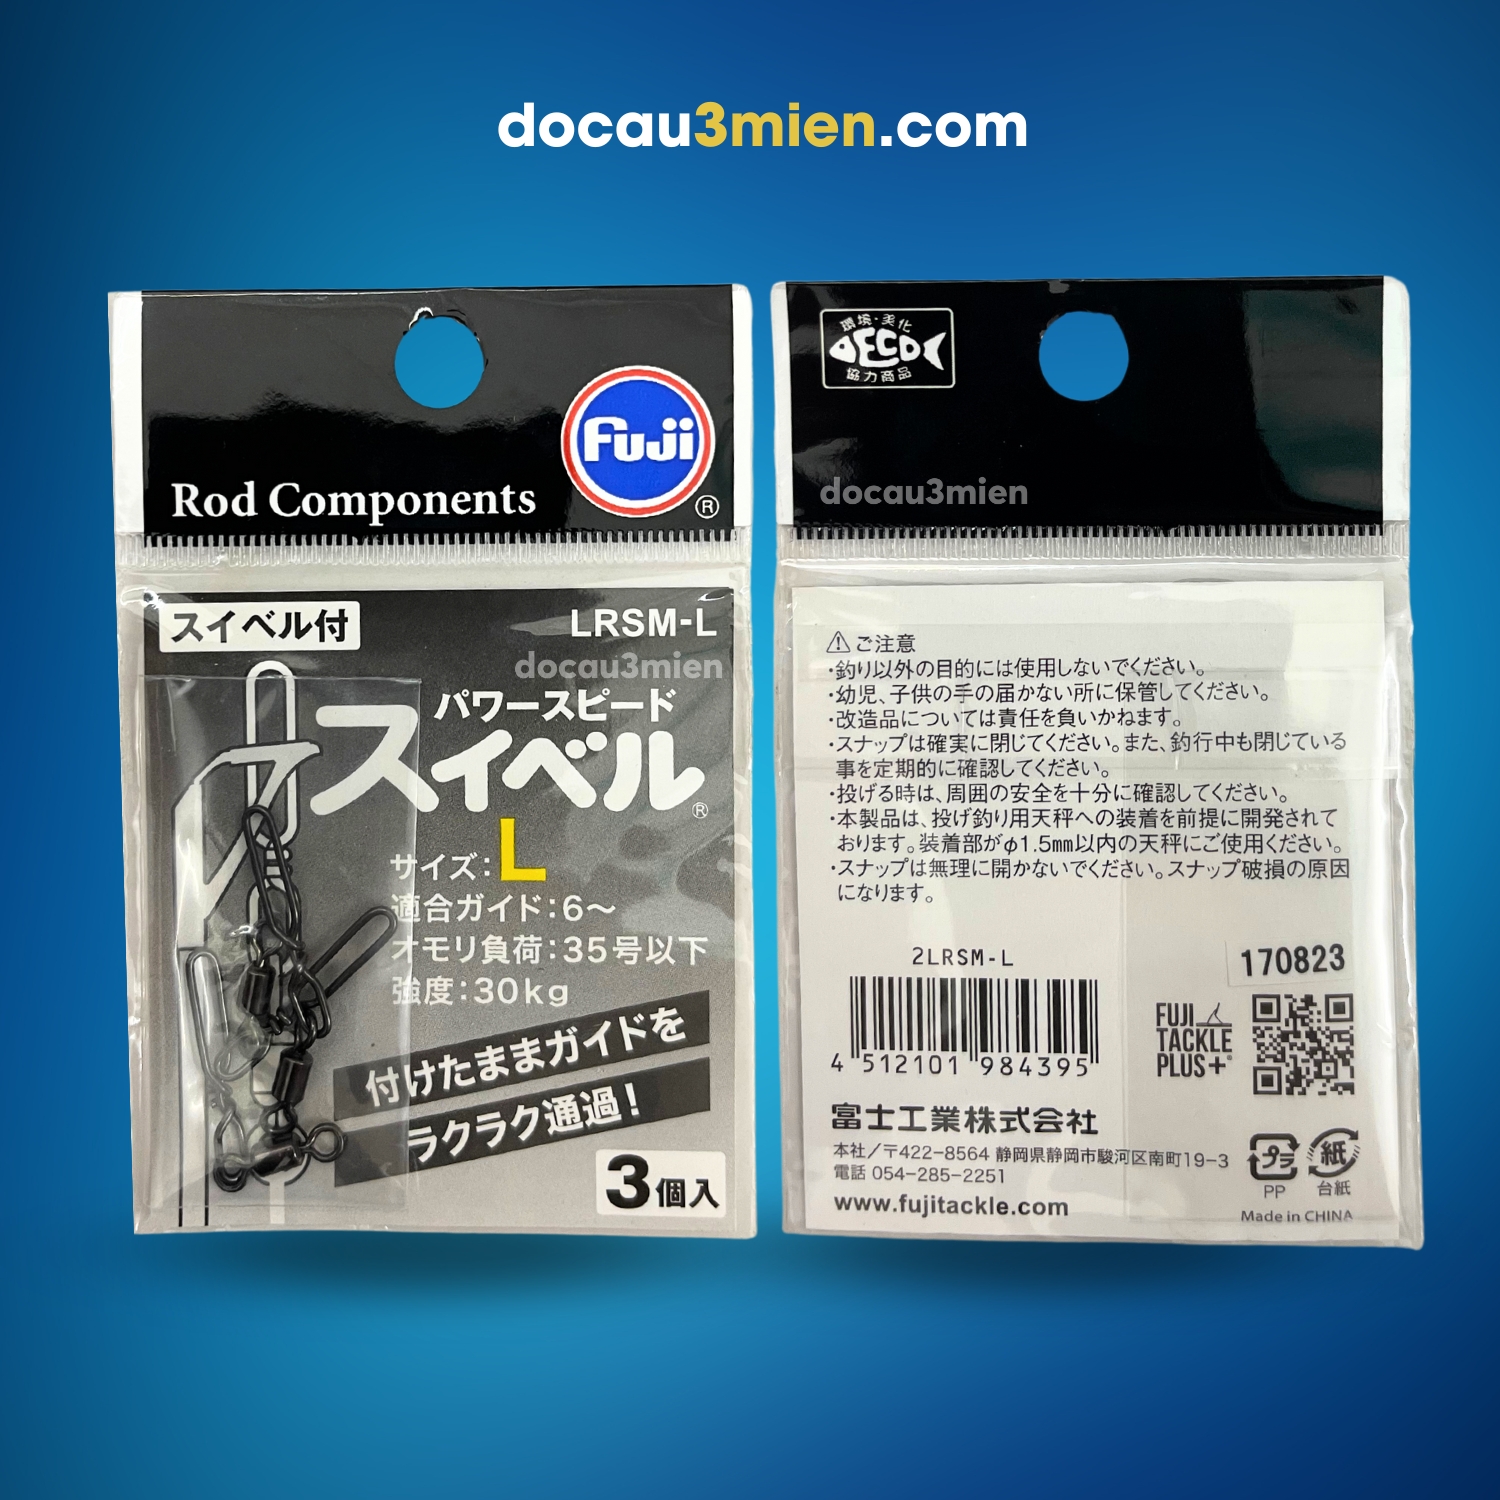 docau3mien.com
Fuji
®
Rod Components
スイベル付
LRSM-L
docau3mien
パワースピード
スイベル®
サイズ:L
適合ガイド:6〜
オモリ負荷:35号以下
強度:30kg
付けたままガイドを
ラクラク通過!
3個入
環境・美化
ECO
協力商品
docau3mien
⚠ご注意
・釣り以外の目的には使用しないでください。
・幼児、子供の手の届かない所に保管してください。
・改造品については責任を負いかねます。
・スナップは確実に閉じてください。また、釣行中も閉じている
事を定期的に確認してください。
・投げる時は、周囲の安全を十分に確認してください。
・本製品は、投げ釣り用天秤への装着を前提に開発されて
おります。装着部がφ1.5mm以内の天秤にご使用ください。
・スナップは無理に開かないでください。スナップ破損の原因
になります。
2LRSM-L
4 512101 984395
170823
FUJI
TACKLE
PLUS+
富士工業株式会社
本社/〒422-8564 静岡県静岡市駿河区南町19-3
電話 054-285-2251
www.fujitackle.com
プラ
PP
紙
台紙
Made in CHINA